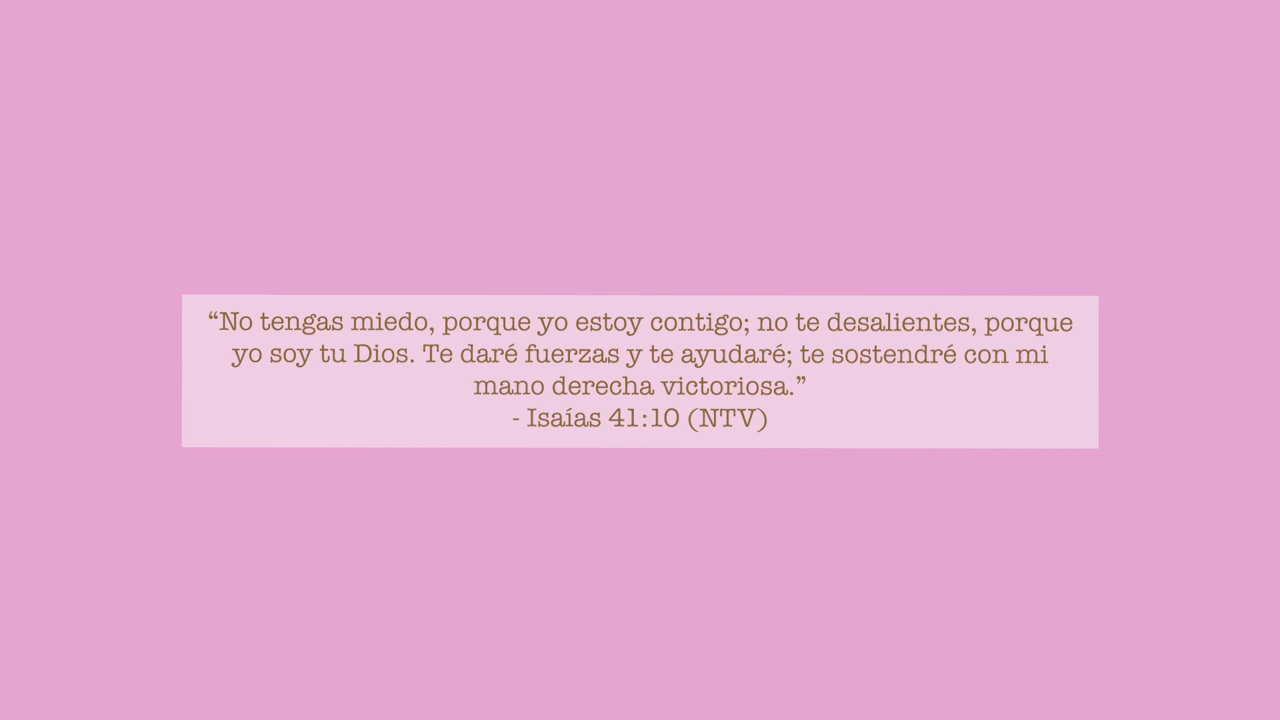 “No tengas miedo, porque yo estoy contigo; no te desalientes, porque
yo soy tu Dios. Te daré fuerzas y te ayudaré; te sostendré con mi
mano derecha victoriosa.”
- Isaías 41:10 (NTV)